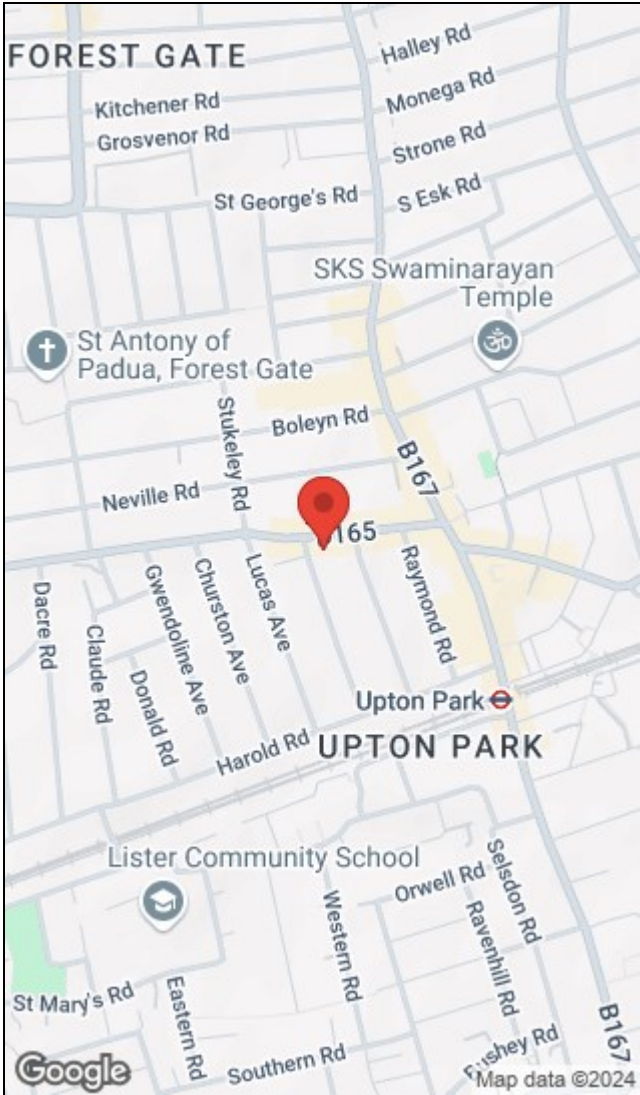 FOREST GATE
Halley Rd
Kitchener Rd
Monega Rd
Grosvenor Rd
Strone Rd
St George's Rd
S Esk Rd
SKS Swaminarayan
Temple
St Antony of
Padua, Forest Gate
Stukeley Rd
Boleyn Rd
B167
Neville Rd
165
Dacre Rd
Claude Rd
Gwendoline Ave
Donald Rd
Churston Ave
Lucas Ave
Raymond Rd
Harold Rd
Upton Park
UPTON PARK
Lister Community School
Western Rd
Orwell Rd
Selsdon Rd
Ravenhill Rd
St Mary's Rd
Eastern Rd
Southern Rd
ushey Rd
B167
Google
Map data ©2024